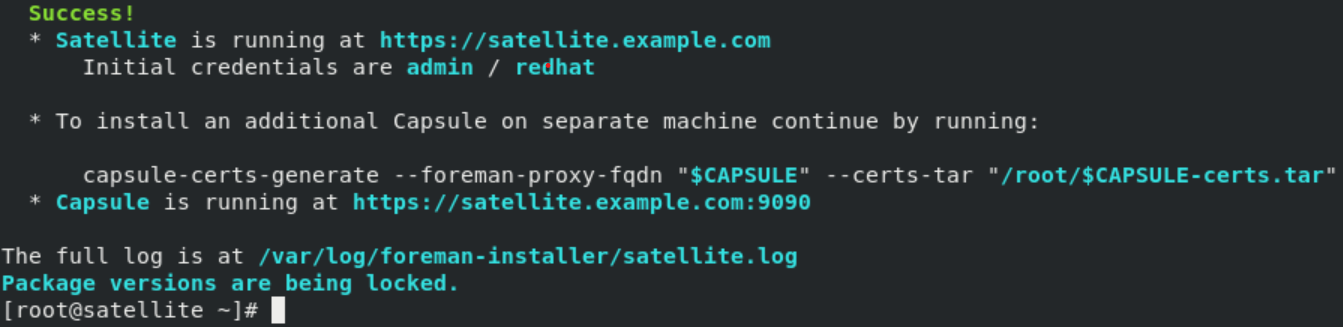 Success!
* Satellite is running at https://satellite.example.com
Initial credentials are admin / redhat
* To install an additional Capsule on separate machine continue by running:
capsule-certs-generate --foreman-proxy-fqdn "$CAPSULE" --certs-tar "/root/$CAPSULE-certs.tar"
* Capsule is running at https://satellite.example.com:9090
The full log is at /var/log/foreman-installer/satellite.log
Package versions are being locked.
[root@satellite ~]#